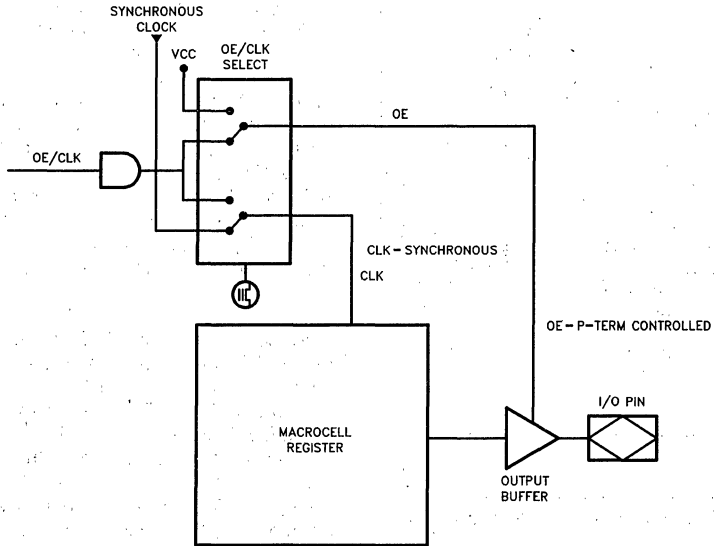 SYNCHRONOUS
CLOCK
VCC
OE/CLK
SELECT
OE
OE/CLK
CLK-SYNCHRONOUS
CLK
OE-P-TERM CONTROLLED
I/O PIN
MACROCELL
REGISTER
OUTPUT
BUFFER